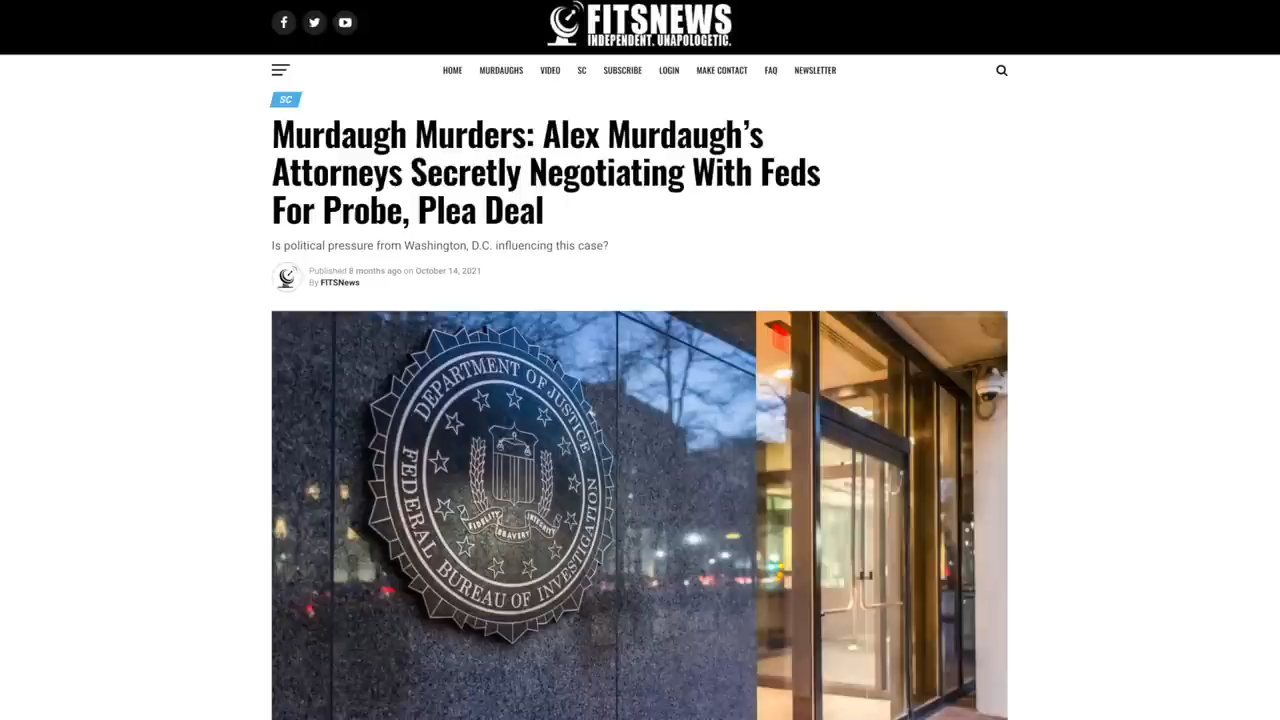 FITSNEWS
INDEPENDENT. UNAPOLOGETIC.
HOME MURDAUGHS VIDEO SC SUBSCRIBE LOGIN MAKE CONTACT FAQ NEWSLETTER
SC
Murdaugh Murders: Alex Murdaugh’s
Attorneys Secretly Negotiating With Feds
For Probe, Plea Deal
Is political pressure from Washington, D.C. influencing this case?
Published 8 months ago on October 14, 2021
By FITSNews
DEPARTMENT OF JUSTICE
FIDELITY BRAVERY INTEGRITY
FEDERAL BUREAU OF INVESTIGATION